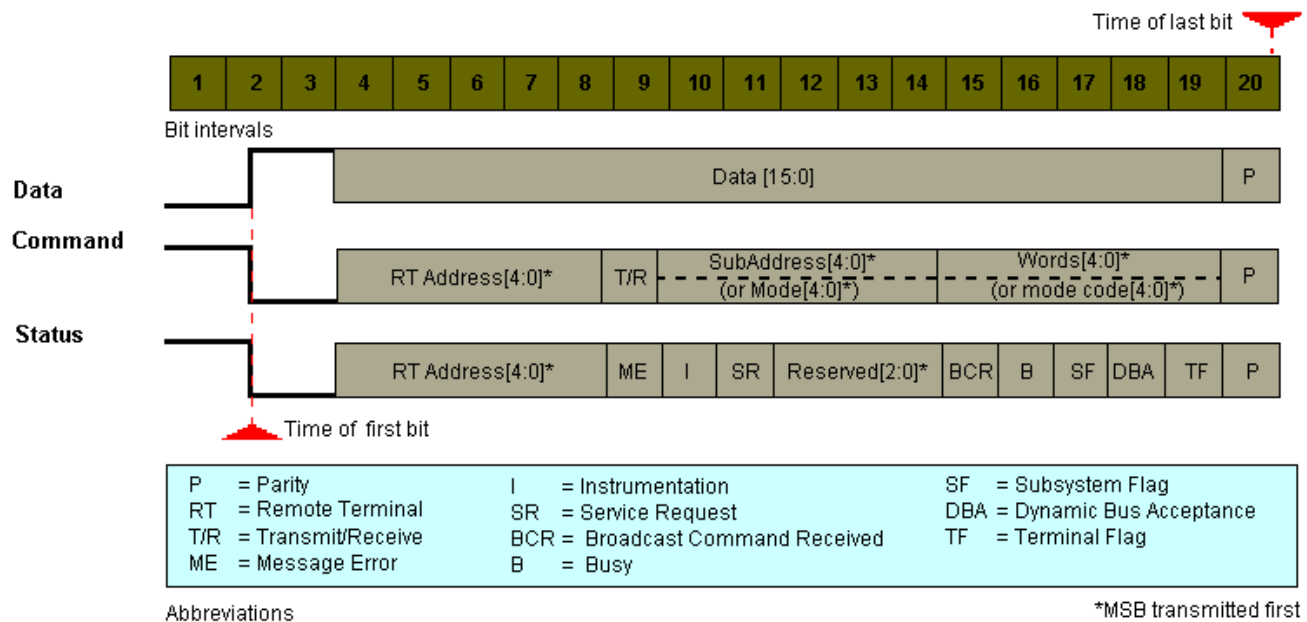 Time of last bit
1 2 3 4 5 6 7 8 9 10 11 12 13 14 15 16 17 18 19 20
Bit intervals
Data
Data [15:0] P
Command
RT Address[4:0]* T/R SubAddress[4:0]* Words[4:0]* P
(or Mode[4:0]*) (or mode code[4:0]*)
Status
RT Address[4:0]* ME I SR Reserved[2:0]* BCR B SF DBA TF P
Time of first bit
P = Parity I = Instrumentation SF = Subsystem Flag
RT = Remote Terminal SR = Service Request DBA = Dynamic Bus Acceptance
T/R = Transmit/Receive BCR = Broadcast Command Received TF = Terminal Flag
ME = Message Error B = Busy
Abbreviations *MSB transmitted first